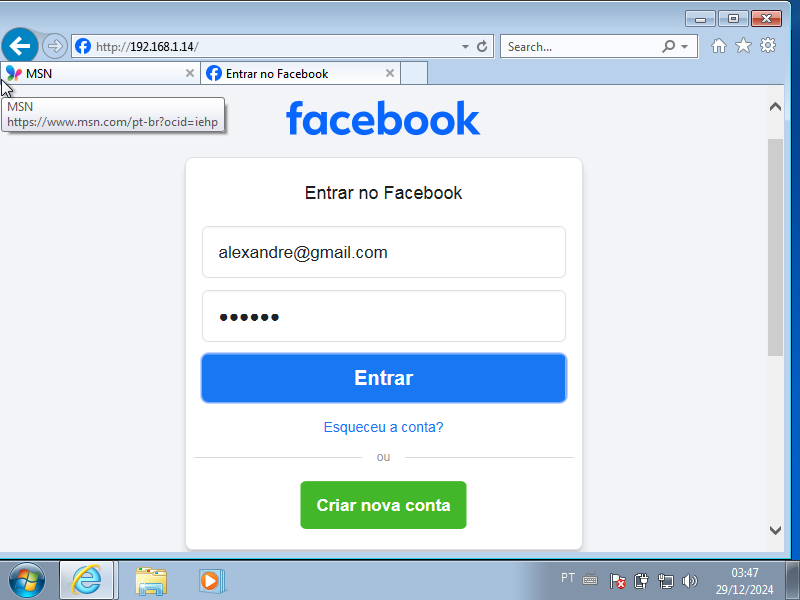 http://192.168.1.14/
Search...
MSN
Entrar no Facebook
MSN
https://www.msn.com/pt-br?ocid=iehp
facebook
Entrar no Facebook
alexandre@gmail.com
••••••
Entrar
Esqueceu a conta?
ou
Criar nova conta
PT
03:47
29/12/2024